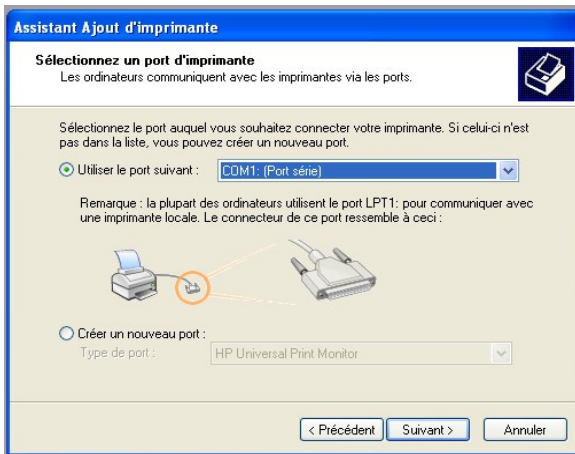 Assistant Ajout d'imprimante
Sélectionnez un port d'imprimante
Les ordinateurs communiquent avec les imprimantes via les ports.
Sélectionnez le port auquel vous souhaitez connecter votre imprimante. Si celui-ci n'est
pas dans la liste, vous pouvez créer un nouveau port.
Utiliser le port suivant : COM1: (Port série)
Remarque : la plupart des ordinateurs utilisent le port LPT1: pour communiquer avec
une imprimante locale. Le connecteur de ce port ressemble à ceci :
Créer un nouveau port :
Type de port : HP Universal Print Monitor
< Précédent Suivant > Annuler